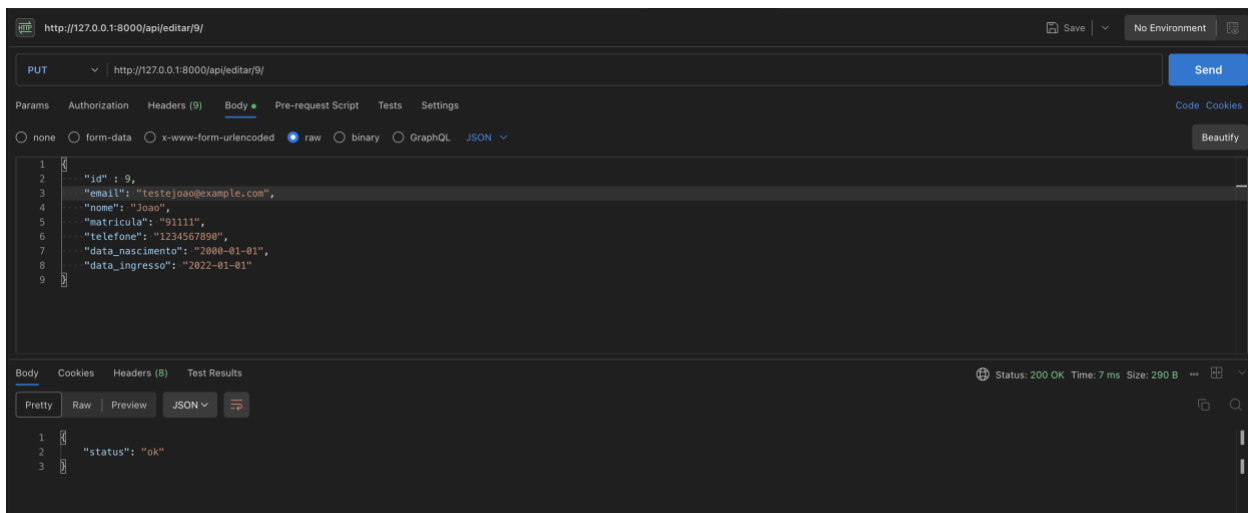 HTTP http://127.0.0.1:8000/api/editar/9/ Save No Environment
PUT http://127.0.0.1:8000/api/editar/9/ Send
Params Authorization Headers (9) Body Pre-request Script Tests Settings Code Cookies
none form-data x-www-form-urlencoded raw binary GraphQL JSON Beautify
1 {
2 "id" : 9,
3 "email": "testejoao@example.com",
4 "nome": "Joao",
5 "matricula": "91111",
6 "telefone": "1234567890",
7 "data_nascimento": "2000-01-01",
8 "data_ingresso": "2022-01-01"
9 }
Body Cookies Headers (8) Test Results Status: 200 OK Time: 7 ms Size: 290 B
Pretty Raw Preview JSON
1 {
2 "status": "ok"
3 }